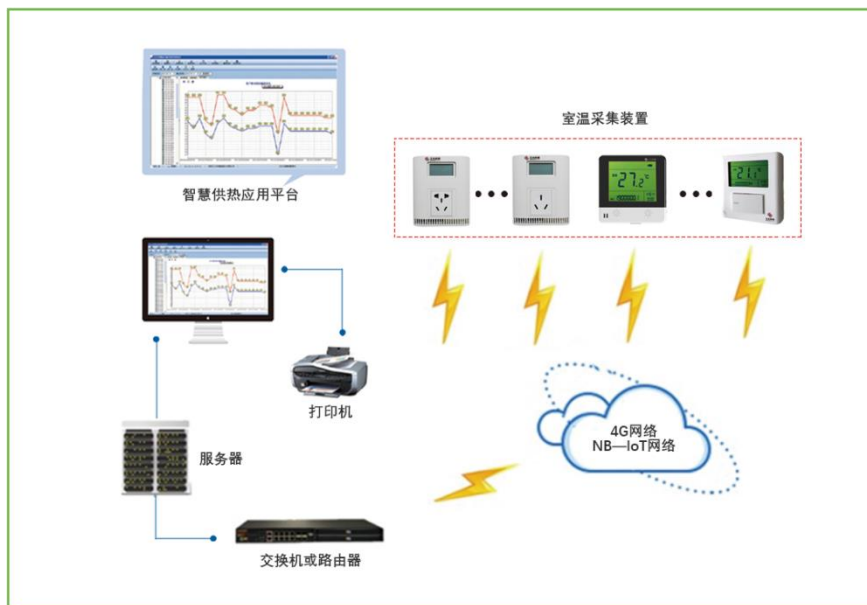 室温采集装置
27.2
21.1
智慧供热应用平台
打印机
4G网络
NB—IoT网络
服务器
交换机或路由器